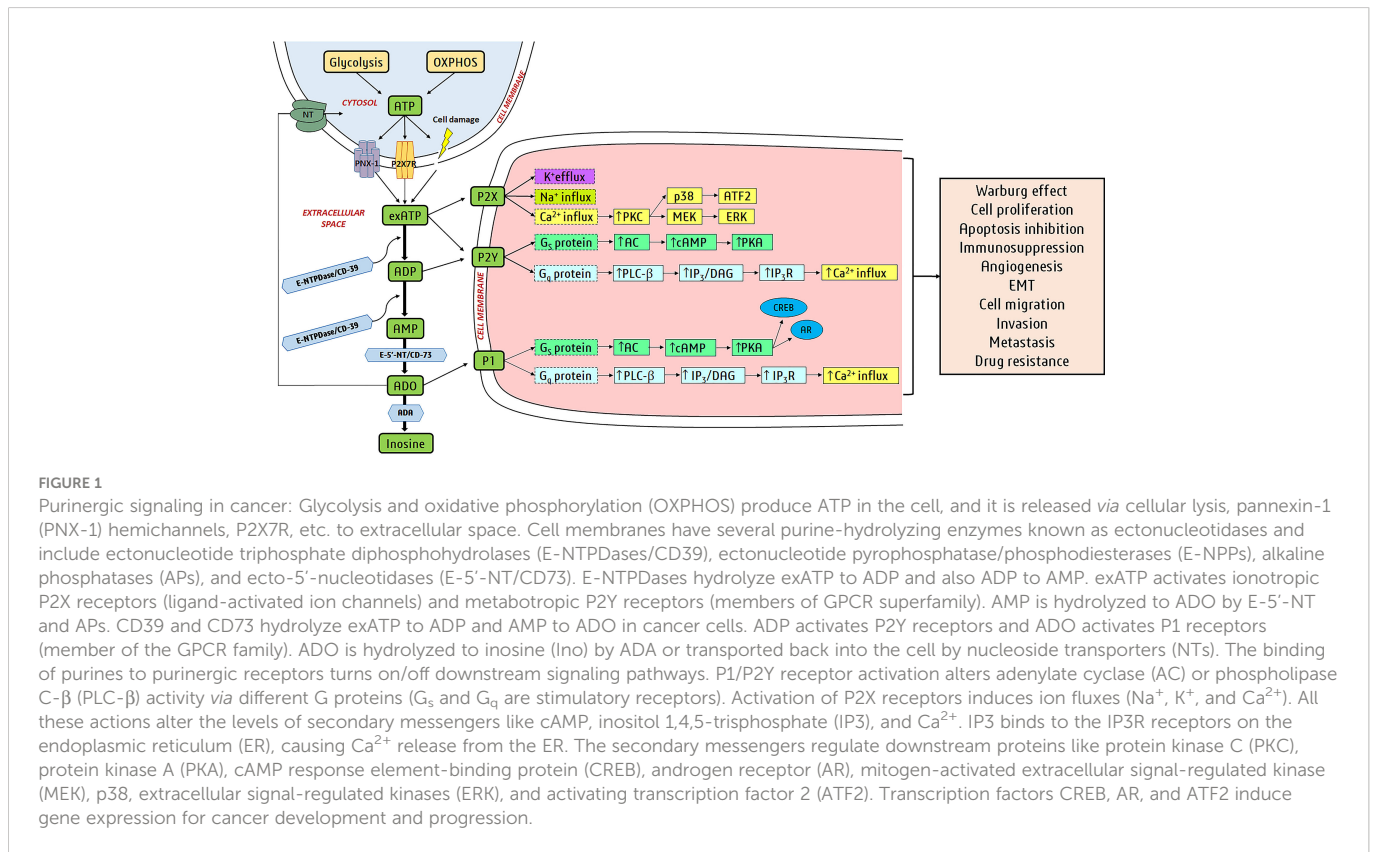 Glycolysis
OXPHOS
CELL MEMBRANE
CYTOSOL
ATP
NT
Cell damage
PNX-1
P2X7R
EXTRACELLULAR
SPACE
exATP
E-NTPDase/CD-39
ADP
E-NTPDase/CD-39
AMP
E-5'-NT/CD-73
ADO
ADA
Inosine
P2X
P2Y
CELL MEMBRANE
P1
K⁺efflux
Na⁺ influx
Ca²⁺ influx
↑PKC
p38
ATF2
MEK
ERK
Gₛ protein
↑AC
↑cAMP
↑PKA
G_q protein
↑PLC-β
↑IP₃/DAG
↑IP₃R
↑Ca²⁺ influx
CREB
AR
Gₛ protein
↑AC
↑cAMP
↑PKA
G_q protein
↑PLC-β
↑IP₃/DAG
↑IP₃R
↑Ca²⁺ influx
Warburg effect
Cell proliferation
Apoptosis inhibition
Immunosuppression
Angiogenesis
EMT
Cell migration
Invasion
Metastasis
Drug resistance
FIGURE 1
Purinergic signaling in cancer: Glycolysis and oxidative phosphorylation (OXPHOS) produce ATP in the cell, and it is released via cellular lysis, pannexin-1
(PNX-1) hemichannels, P2X7R, etc. to extracellular space. Cell membranes have several purine-hydrolyzing enzymes known as ectonucleotidases and
include ectonucleotide triphosphate diphosphohydrolases (E-NTPDases/CD39), ectonucleotide pyrophosphatase/phosphodiesterases (E-NPPs), alkaline
phosphatases (APs), and ecto-5′-nucleotidases (E-5′-NT/CD73). E-NTPDases hydrolyze exATP to ADP and also ADP to AMP. exATP activates ionotropic
P2X receptors (ligand-activated ion channels) and metabotropic P2Y receptors (members of GPCR superfamily). AMP is hydrolyzed to ADO by E-5′-NT
and APs. CD39 and CD73 hydrolyze exATP to ADP and AMP to ADO in cancer cells. ADP activates P2Y receptors and ADO activates P1 receptors
(member of the GPCR family). ADO is hydrolyzed to inosine (Ino) by ADA or transported back into the cell by nucleoside transporters (NTs). The binding
of purines to purinergic receptors turns on/off downstream signaling pathways. P1/P2Y receptor activation alters adenylate cyclase (AC) or phospholipase
C-β (PLC-β) activity via different G proteins (Gₛ and G_q are stimulatory receptors). Activation of P2X receptors induces ion fluxes (Na⁺, K⁺, and Ca²⁺). All
these actions alter the levels of secondary messengers like cAMP, inositol 1,4,5-trisphosphate (IP3), and Ca²⁺. IP3 binds to the IP3R receptors on the
endoplasmic reticulum (ER), causing Ca²⁺ release from the ER. The secondary messengers regulate downstream proteins like protein kinase C (PKC),
protein kinase A (PKA), cAMP response element-binding protein (CREB), androgen receptor (AR), mitogen-activated extracellular signal-regulated kinase
(MEK), p38, extracellular signal-regulated kinases (ERK), and activating transcription factor 2 (ATF2). Transcription factors CREB, AR, and ATF2 induce
gene expression for cancer development and progression.